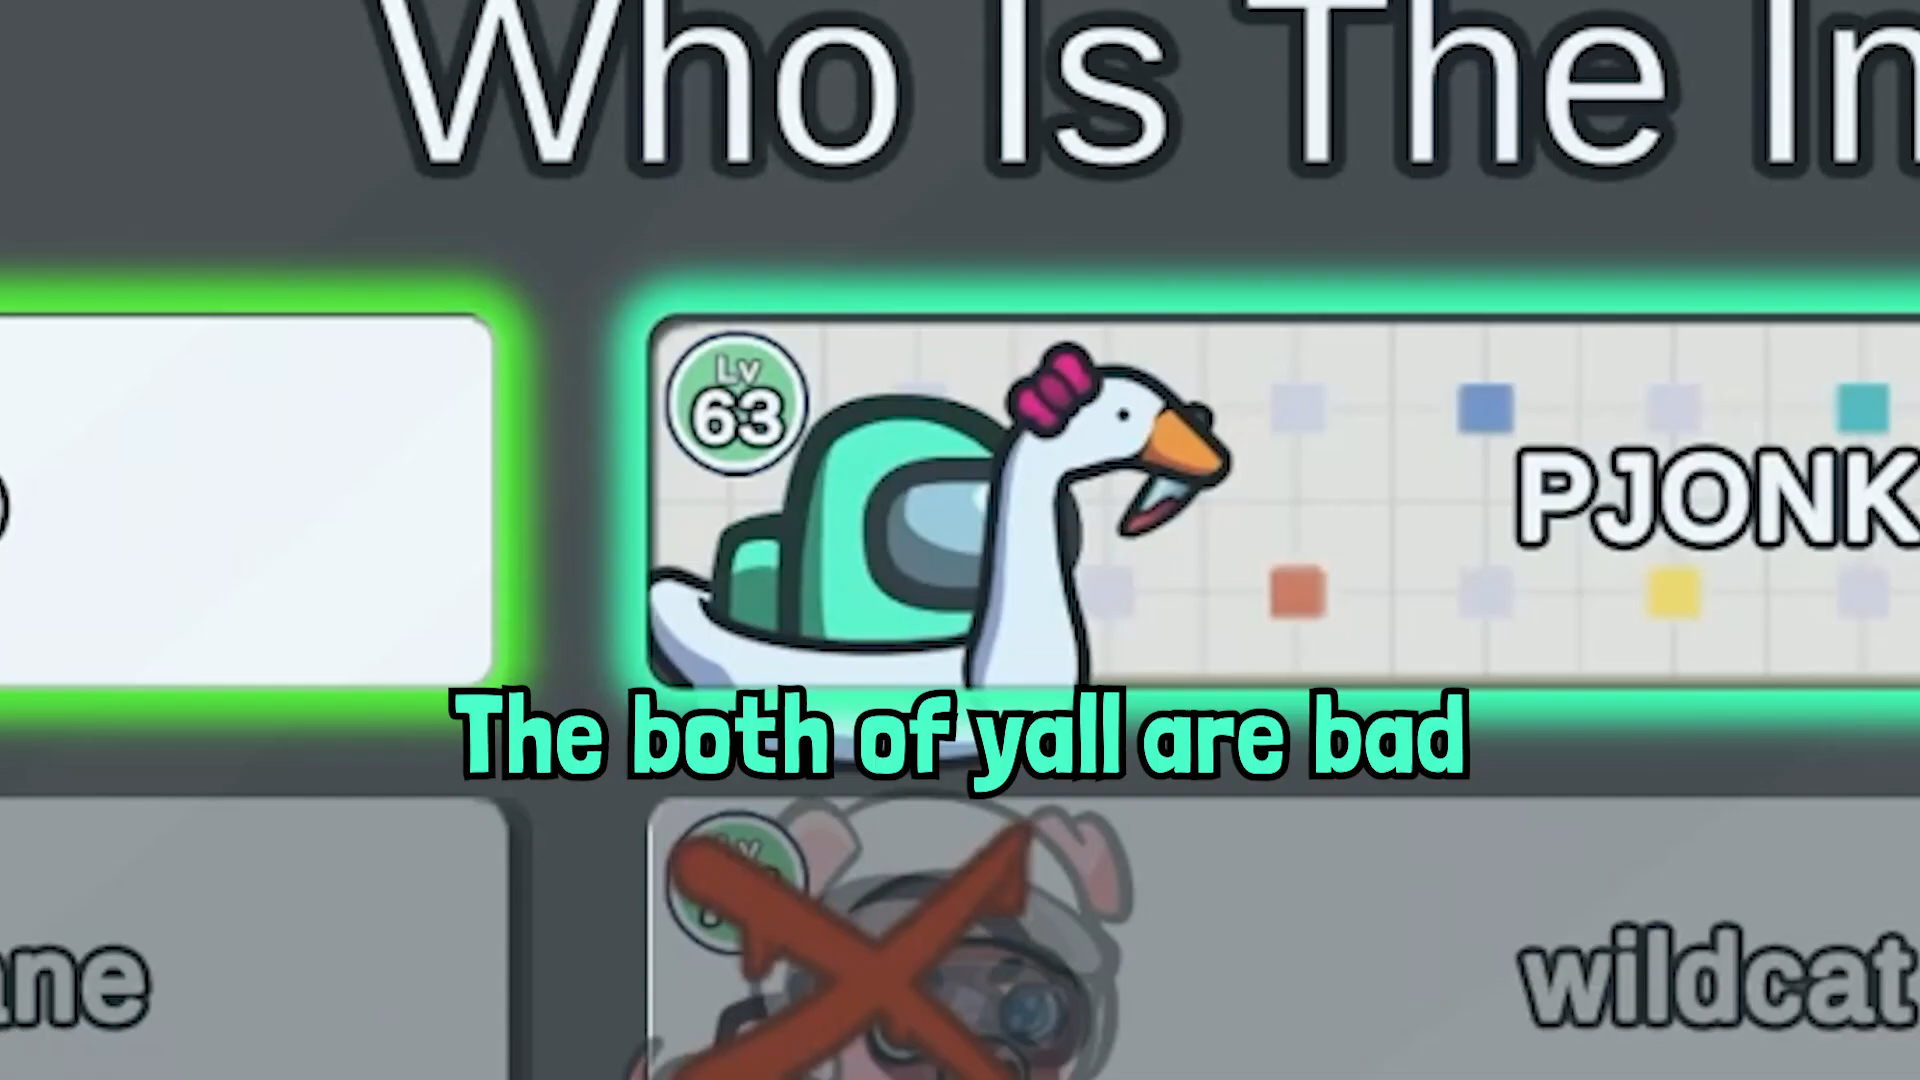 Who Is The In
Lv
63
PJONK
The both of yall are bad
ane
wildcat